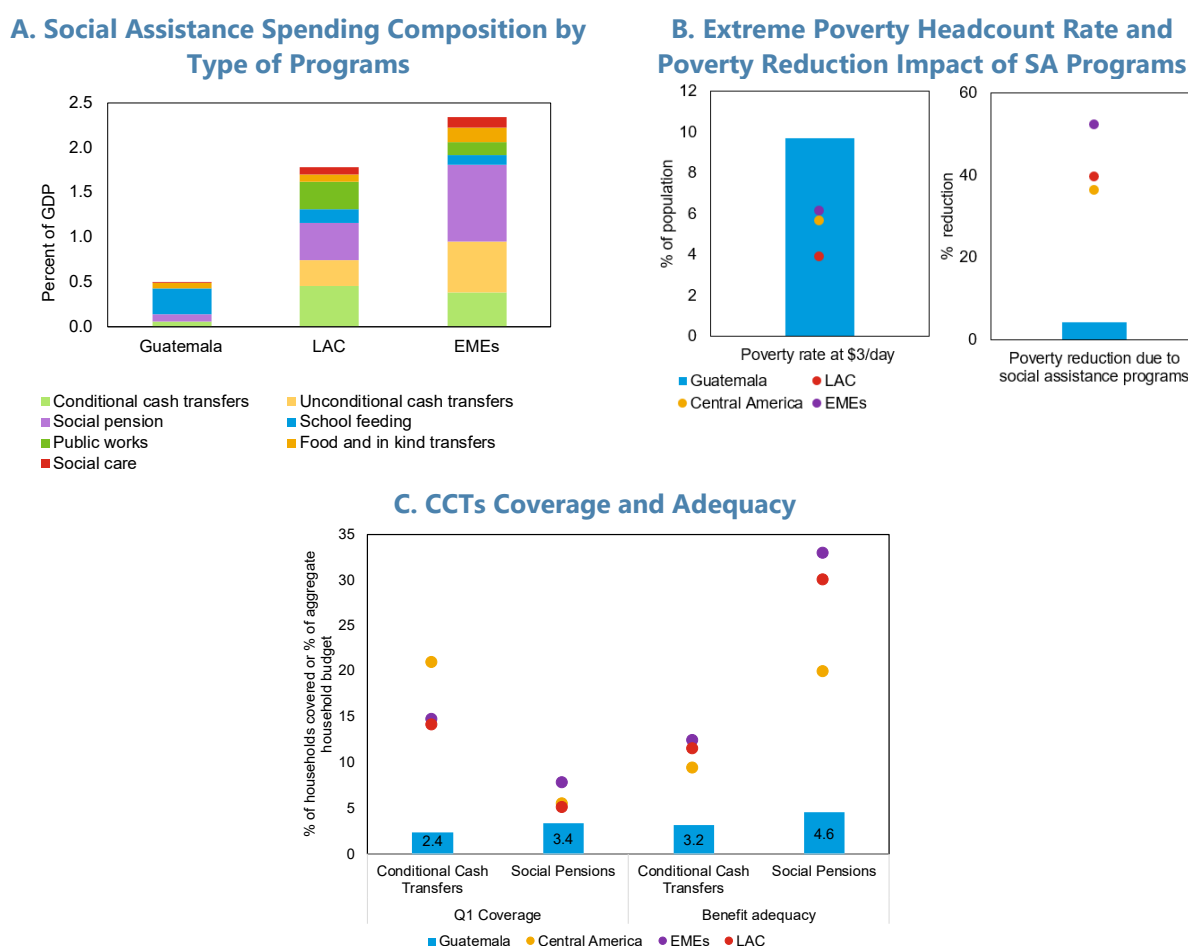 A. Social Assistance Spending Composition by
Type of Programs
2.5
2.0
1.5
1.0
0.5
0.0
Percent of GDP
Guatemala LAC EMEs
Conditional cash transfers Unconditional cash transfers
Social pension School feeding
Public works Food and in kind transfers
Social care
B. Extreme Poverty Headcount Rate and
Poverty Reduction Impact of SA Programs
12
10
8
6
4
2
0
% of population
Poverty rate at $3/day
60
40
20
0
% reduction
Poverty reduction due to
social assistance programs
Guatemala LAC
Central America EMEs
C. CCTs Coverage and Adequacy
35
30
25
20
15
10
5
0
% of households covered or % of aggregate
household budget
2.4 3.4 3.2 4.6
Conditional Cash Social Pensions Conditional Cash Social Pensions
Transfers Transfers
Q1 Coverage Benefit adequacy
Guatemala Central America EMEs LAC